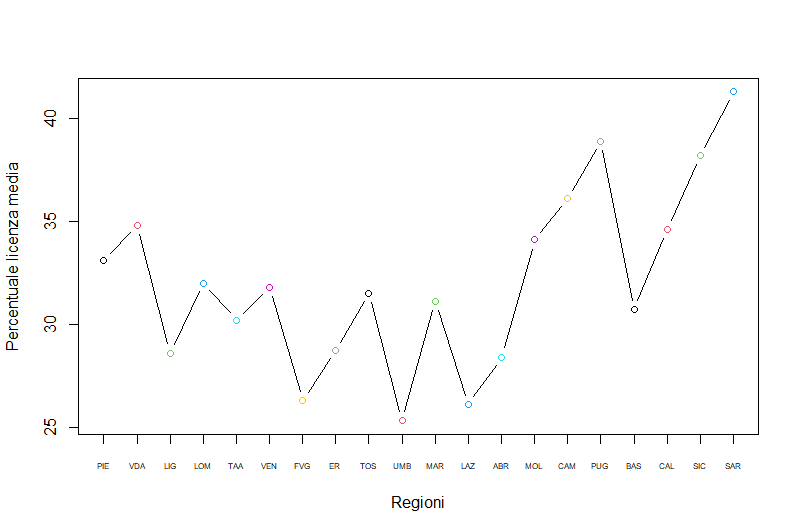 Percentuale licenza media
40
35
30
25
PIE VDA LIG LOM TAA VEN FVG ER TOS UMB MAR LAZ ABR MOL CAM PUG BAS CAL SIC SAR
Regioni